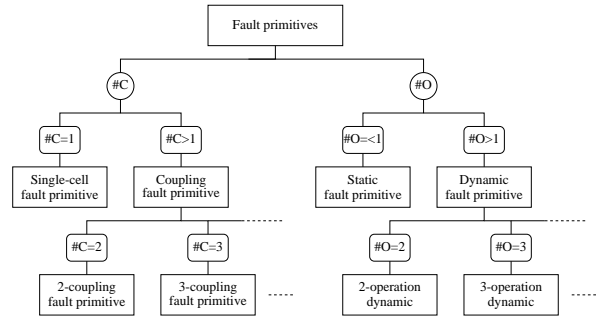 Fault primitives
#C
#O
#C=1
#C>1
#O=<1
#O>1
Single-cell
fault primitive
Coupling
fault primitive
Static
fault primitive
Dynamic
fault primitive
#C=2
#C=3
#O=2
#O=3
2-coupling
fault primitive
3-coupling
fault primitive
2-operation
dynamic
3-operation
dynamic